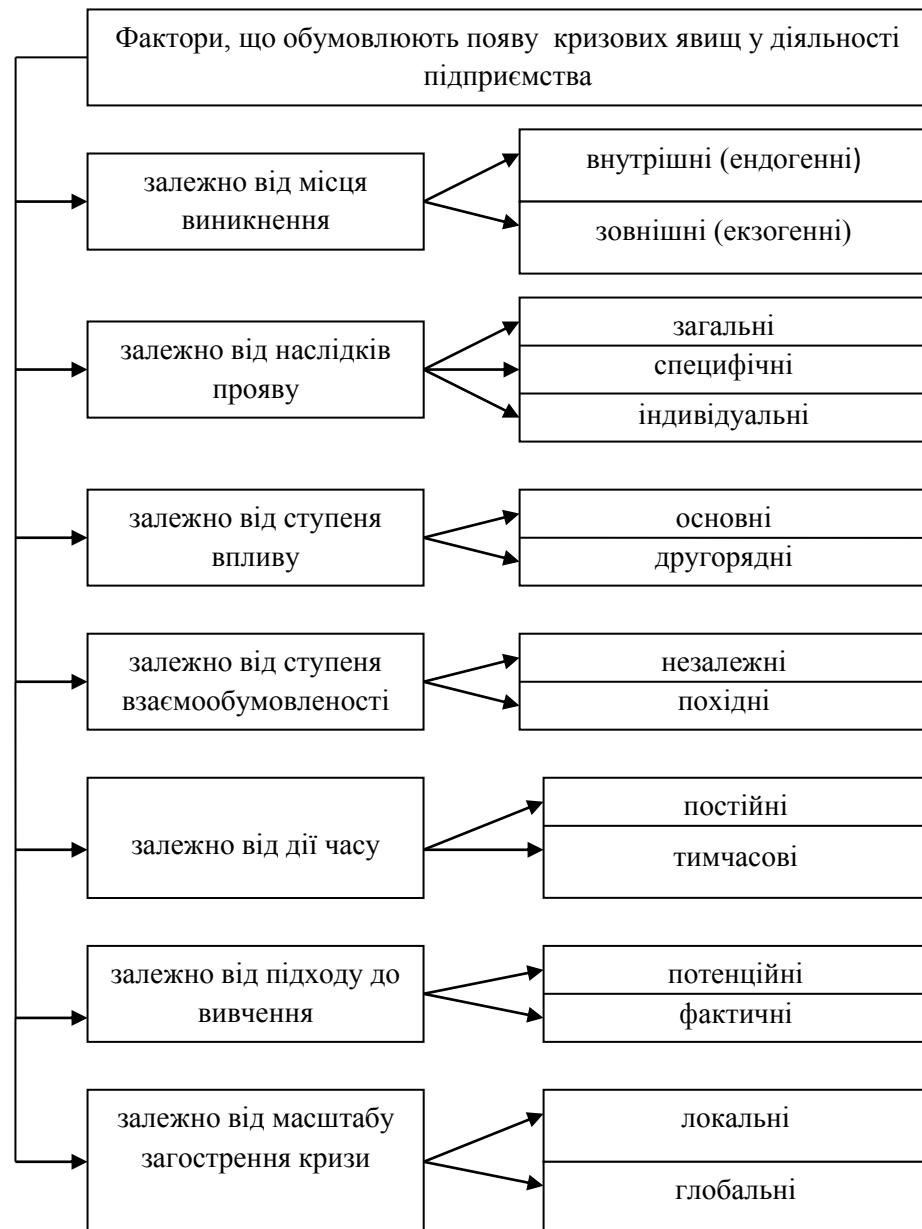 Фактори, що обумовлюють появу кризових явищ у діяльності
підприємства
залежно від місця
виникнення
внутрішні (ендогенні)
зовнішні (екзогенні)
залежно від наслідків
прояву
загальні
специфічні
індивідуальні
залежно від ступеня
впливу
основні
другорядні
залежно від ступеня
взаємообумовленості
незалежні
похідні
залежно від дії часу
постійні
тимчасові
залежно від підходу до
вивчення
потенційні
фактичні
залежно від масштабу
загострення кризи
локальні
глобальні